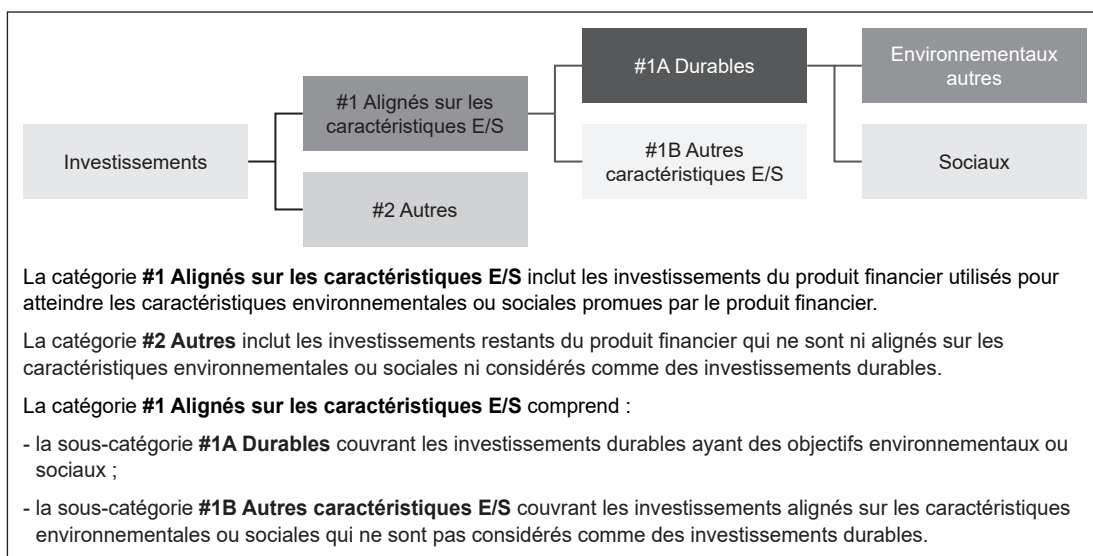 Investissements
#1 Alignés sur les
caractéristiques E/S
#2 Autres
#1A Durables
#1B Autres
caractéristiques E/S
Environnementaux
autres
Sociaux
La catégorie #1 Alignés sur les caractéristiques E/S inclut les investissements du produit financier utilisés pour
atteindre les caractéristiques environnementales ou sociales promues par le produit financier.
La catégorie #2 Autres inclut les investissements restants du produit financier qui ne sont ni alignés sur les
caractéristiques environnementales ou sociales ni considérés comme des investissements durables.
La catégorie #1 Alignés sur les caractéristiques E/S comprend :
- la sous-catégorie #1A Durables couvrant les investissements durables ayant des objectifs environnementaux ou
sociaux ;
- la sous-catégorie #1B Autres caractéristiques E/S couvrant les investissements alignés sur les caractéristiques
environnementales ou sociales qui ne sont pas considérés comme des investissements durables.